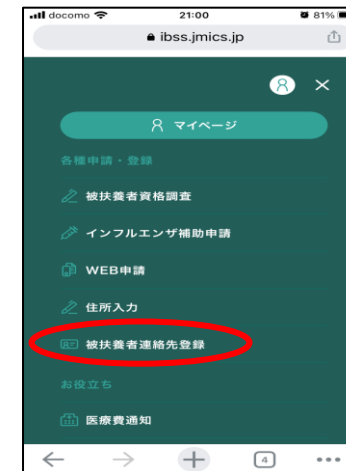 docomo 21:00 81%
ibss.jmics.jp
マイページ
各種申請・登録
被扶養者資格調査
インフルエンザ補助申請
WEB申請
住所入力
被扶養者連絡先登録
お役立ち
医療費通知
4